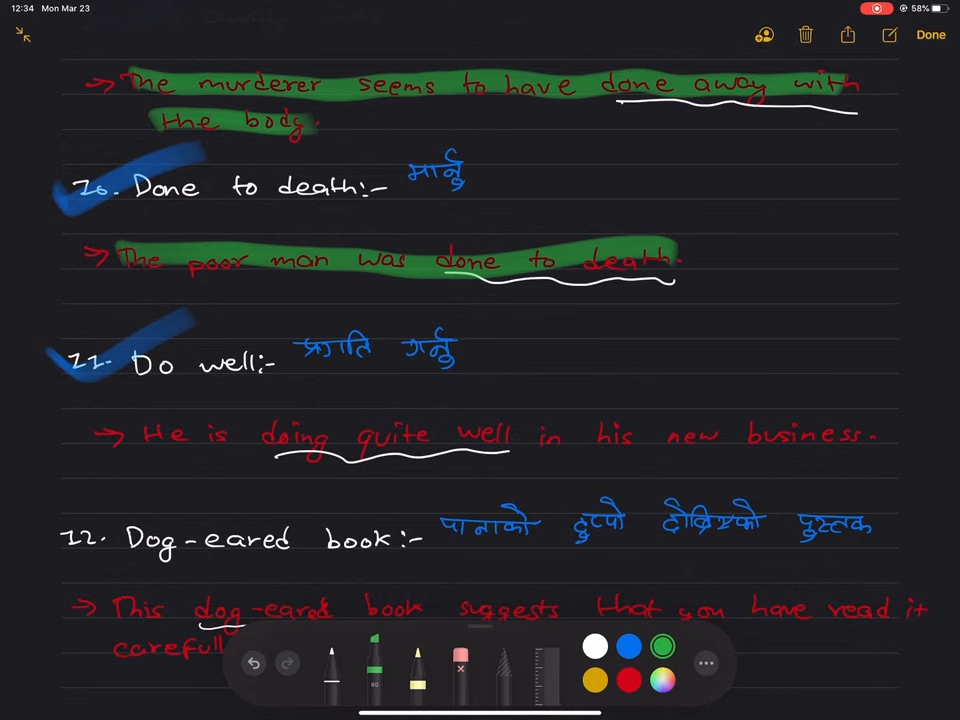 12:34 Mon Mar 23
58%
Done
→ The murderer seems to have done away with
the body.
20. Done to death:- मार्नु
→ The poor man was done to death.
21. Do well:- प्रगति गर्नु
→ He is doing quite well in his new business.
22. Dog-eared book:- पानाको टुप्पो दोब्रिएको पुस्तक
→ This dog-eared book suggests that you have read it
carefull
80